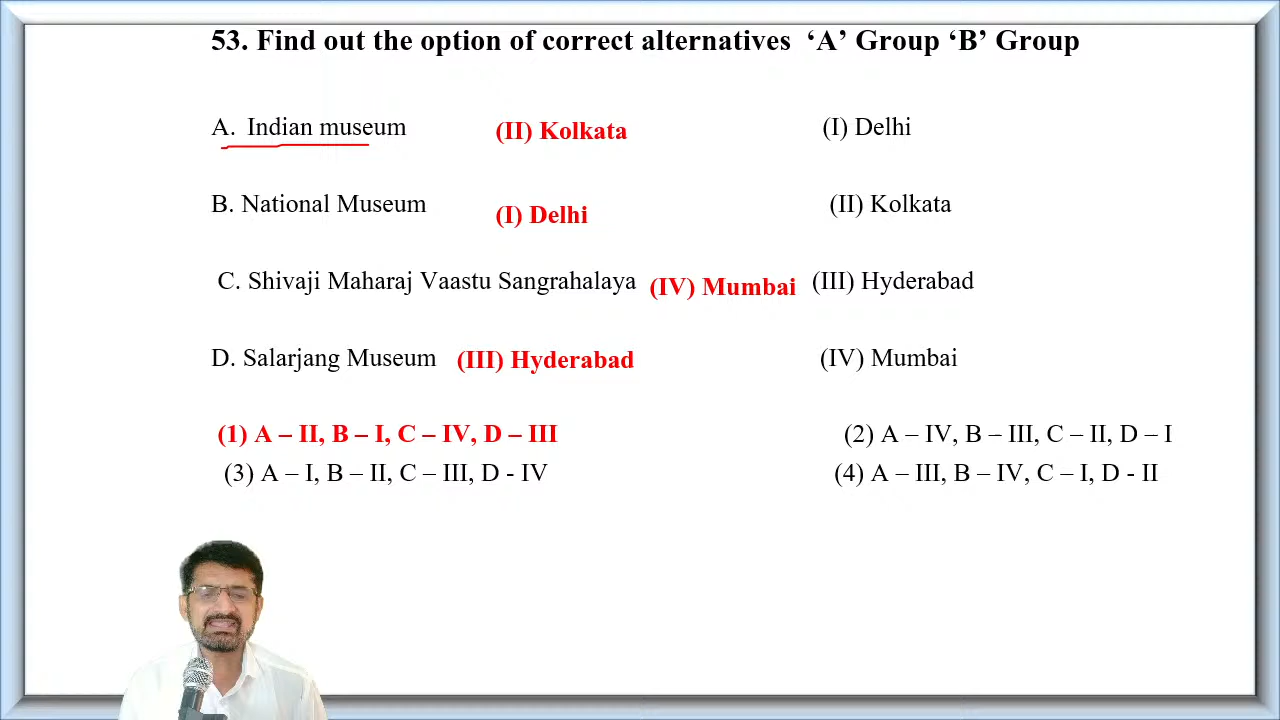 53. Find out the option of correct alternatives ‘A’ Group ‘B’ Group
A. Indian museum (II) Kolkata (I) Delhi
B. National Museum (I) Delhi (II) Kolkata
C. Shivaji Maharaj Vaastu Sangrahalaya (IV) Mumbai (III) Hyderabad
D. Salarjang Museum (III) Hyderabad (IV) Mumbai
(1) A – II, B – I, C – IV, D – III (2) A – IV, B – III, C – II, D – I
(3) A – I, B – II, C – III, D - IV (4) A – III, B – IV, C – I, D - II